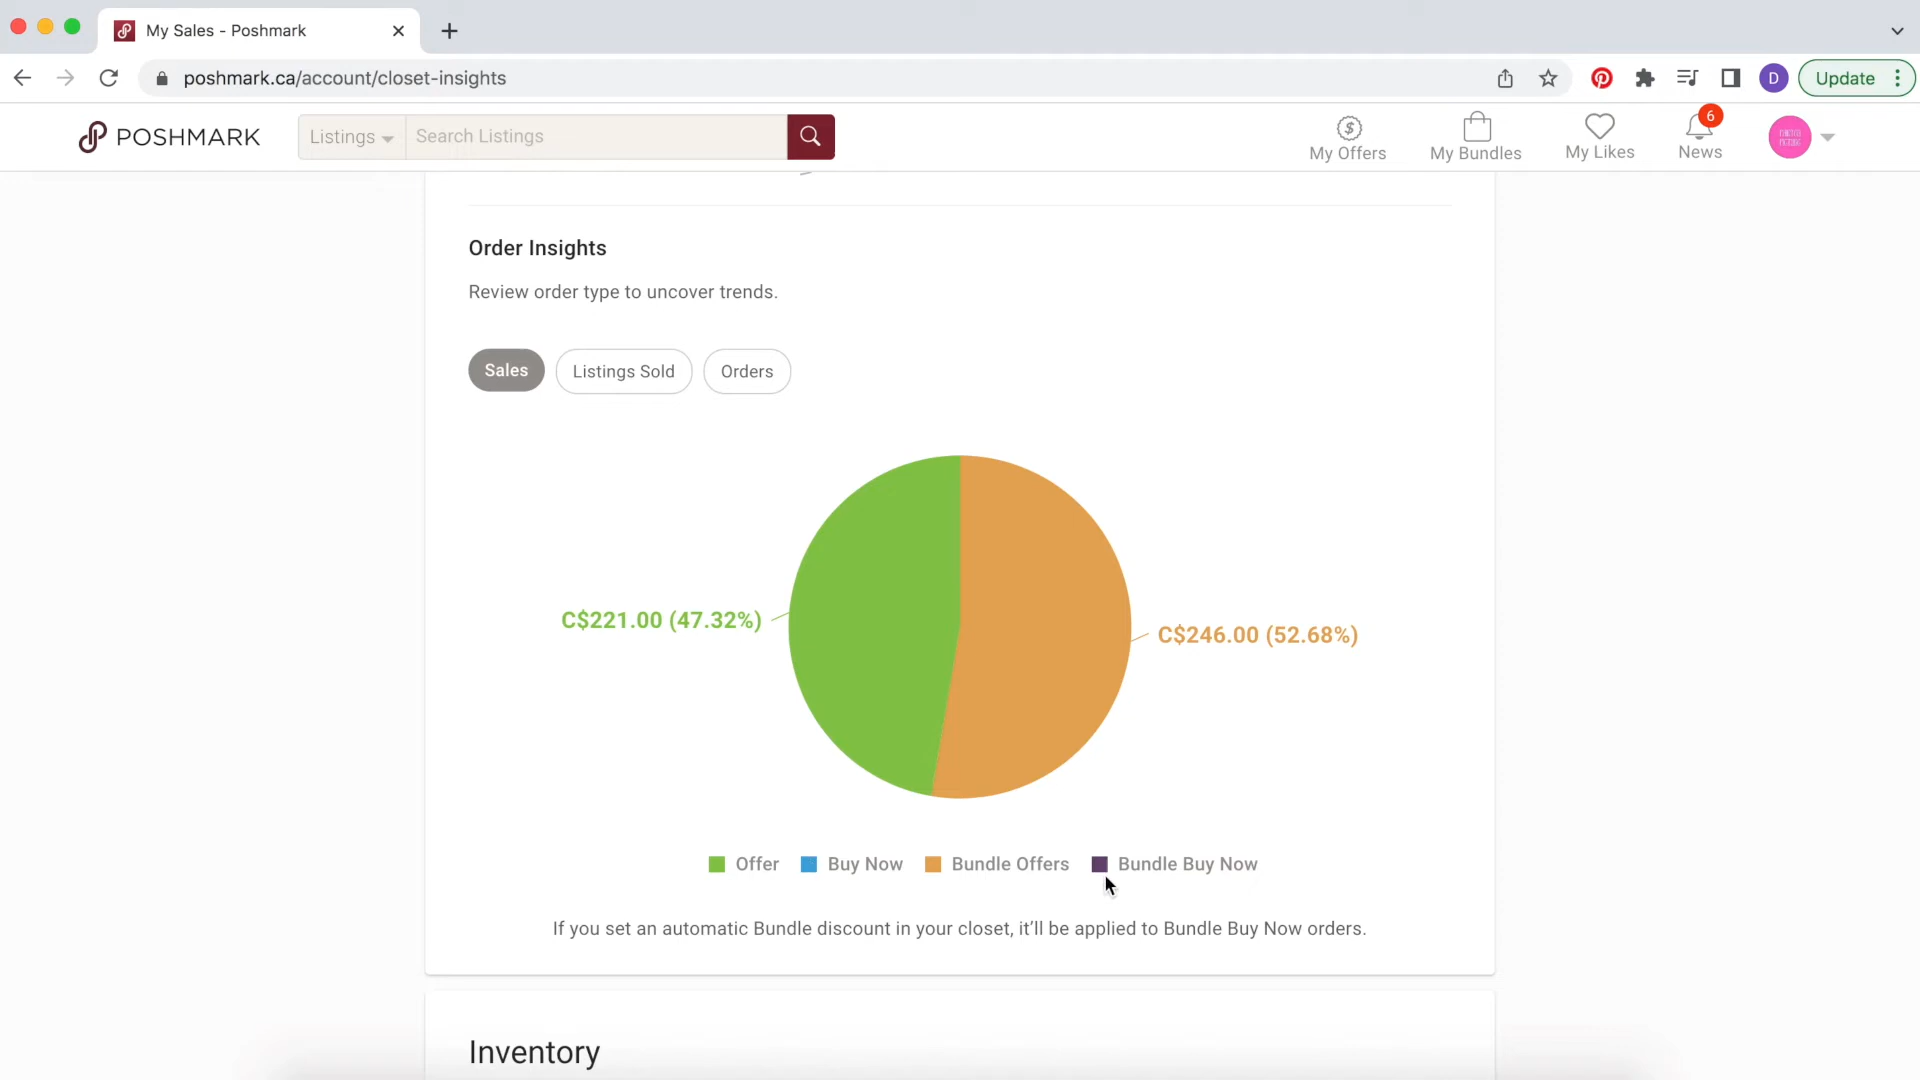 My Sales - Poshmark
poshmark.ca/account/closet-insights
D
Update
POSHMARK
Listings
Search Listings
My Offers
My Bundles
My Likes
6
News
Order Insights
Review order type to uncover trends.
Sales
Listings Sold
Orders
C$221.00 (47.32%)
C$246.00 (52.68%)
Offer
Buy Now
Bundle Offers
Bundle Buy Now
If you set an automatic Bundle discount in your closet, it’ll be applied to Bundle Buy Now orders.
Inventory